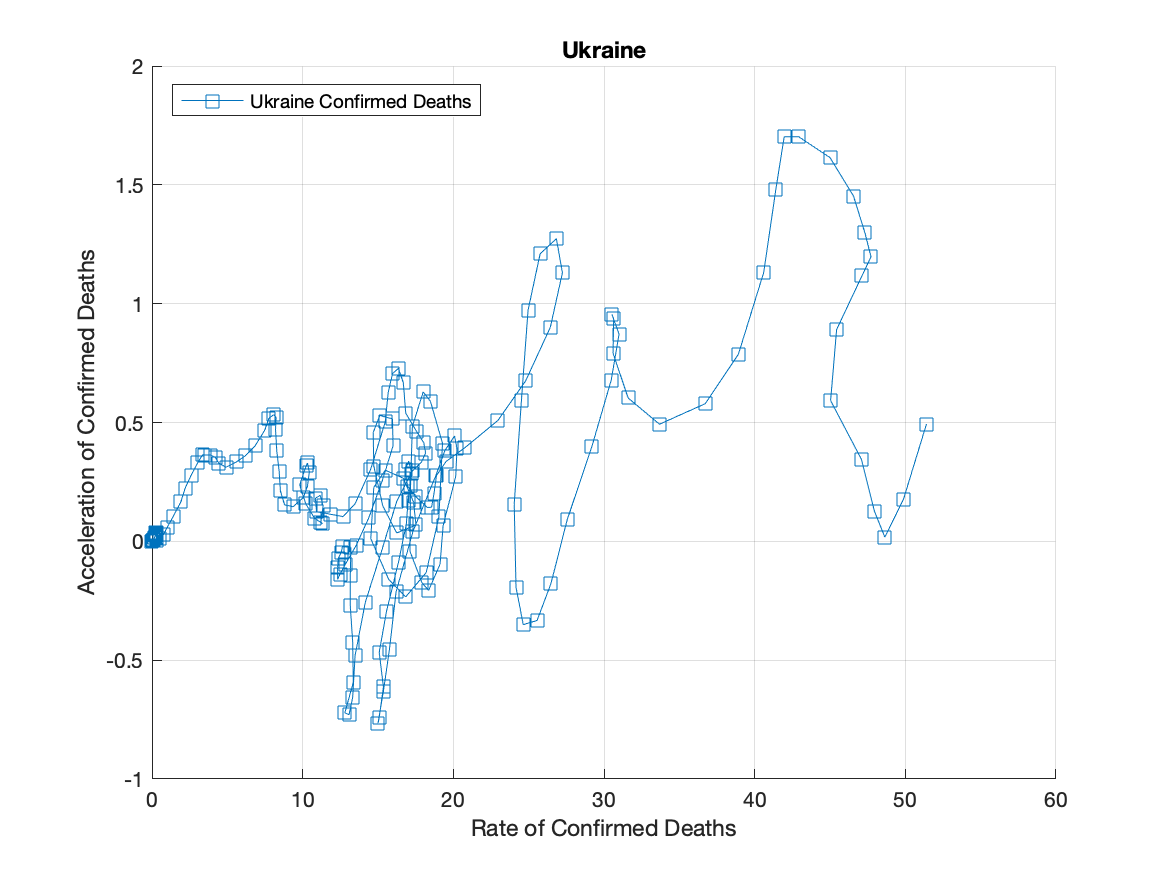 Ukraine
2
Ukraine Confirmed Deaths
1.5
1
0.5
0
-0.5
-1
Acceleration of Confirmed Deaths
0 10 20 30 40 50 60
Rate of Confirmed Deaths